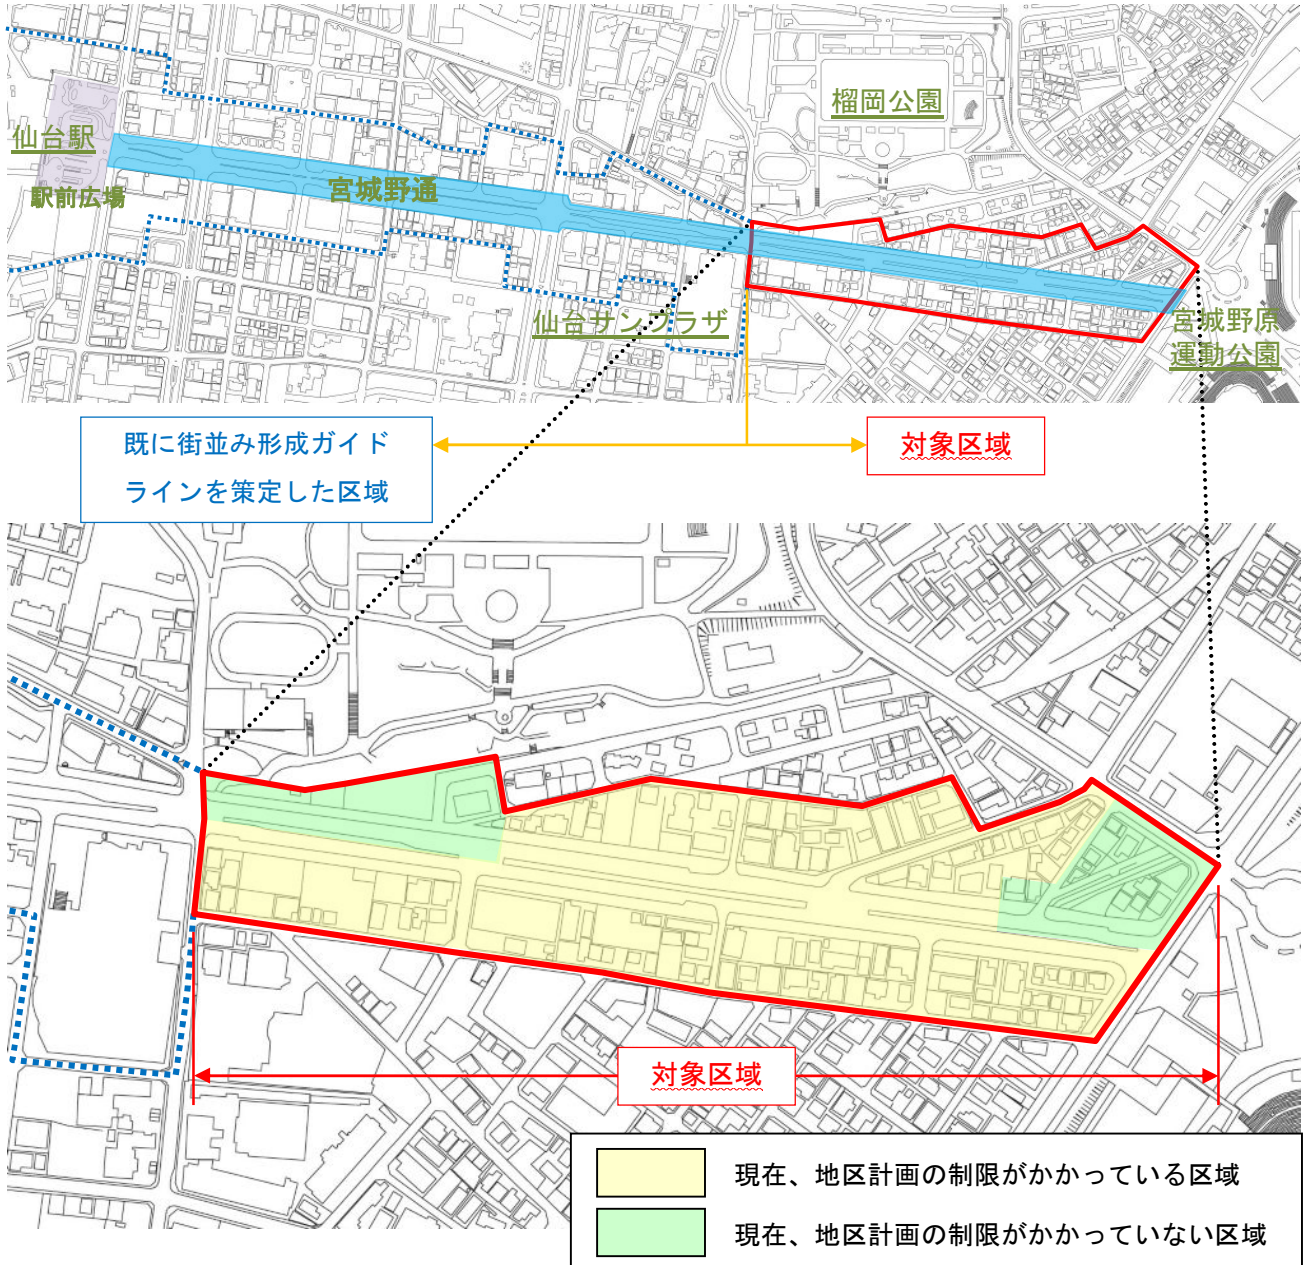 榴岡公園
仙台駅
駅前広場
宮城野通
仙台サンプラザ
宮城野原
運動公園
既に街並み形成ガイド
ラインを策定した区域
対象区域
対象区域
現在、地区計画の制限がかかっている区域
現在、地区計画の制限がかかっていない区域